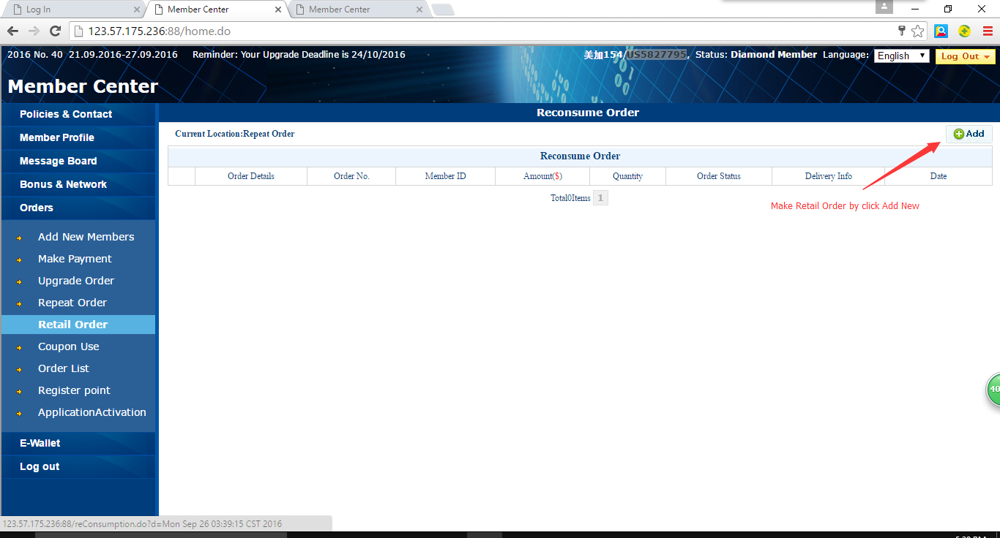 Log In
Member Center
Member Center
123.57.175.236:88/home.do
2016 No. 40 21.09.2016-27.09.2016 Reminder: Your Upgrade Deadline is 24/10/2016 美加154/US5827795, Status: Diamond Member Language: English Log Out
Member Center
Policies & Contact
Member Profile
Message Board
Bonus & Network
Orders
Add New Members
Make Payment
Upgrade Order
Repeat Order
Retail Order
Coupon Use
Order List
Register point
ApplicationActivation
E-Wallet
Log out
Reconsume Order
Current Location:Repeat Order
Add
Reconsume Order
Order Details Order No. Member ID Amount($) Quantity Order Status Delivery Info Date
Total0Items 1
Make Retail Order by click Add New
40
123.57.175.236:88/reConsumption.do?d=Mon Sep 26 03:39:15 CST 2016